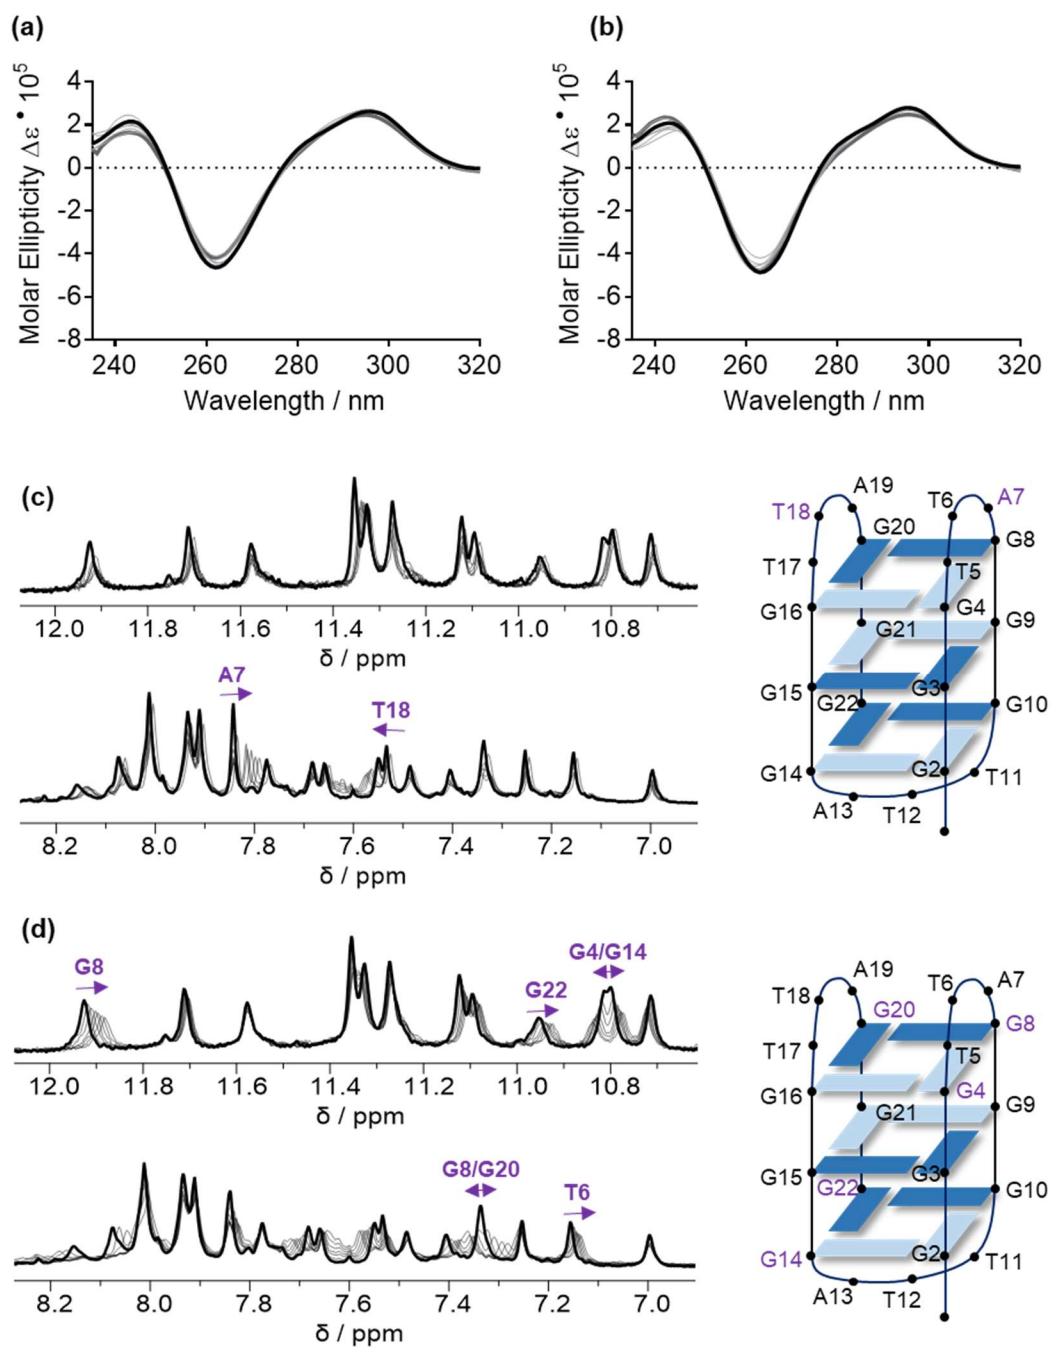 (a)
(b)
Molar Ellipticity Δε • 10⁵
4
2
0
-2
-4
-6
-8
240 260 280 300 320
Wavelength / nm
Molar Ellipticity Δε • 10⁵
4
2
0
-2
-4
-6
-8
240 260 280 300 320
Wavelength / nm
(c)
12.0 11.8 11.6 11.4 11.2 11.0 10.8
δ / ppm
A7
T18
8.2 8.0 7.8 7.6 7.4 7.2 7.0
δ / ppm
A19 T6 A7
T18
G20 G8
T17 T5
G16 G4 G9
G21
G15 G3
G22 G10
G14 G2 T11
A13 T12
(d)
G8
G22
G4/G14
12.0 11.8 11.6 11.4 11.2 11.0 10.8
δ / ppm
G8/G20
T6
8.2 8.0 7.8 7.6 7.4 7.2 7.0
δ / ppm
A19 T6 A7
T18 G20 G8
T17 T5
G16 G4 G9
G21
G15 G3
G22 G10
G14 G2 T11
A13 T12